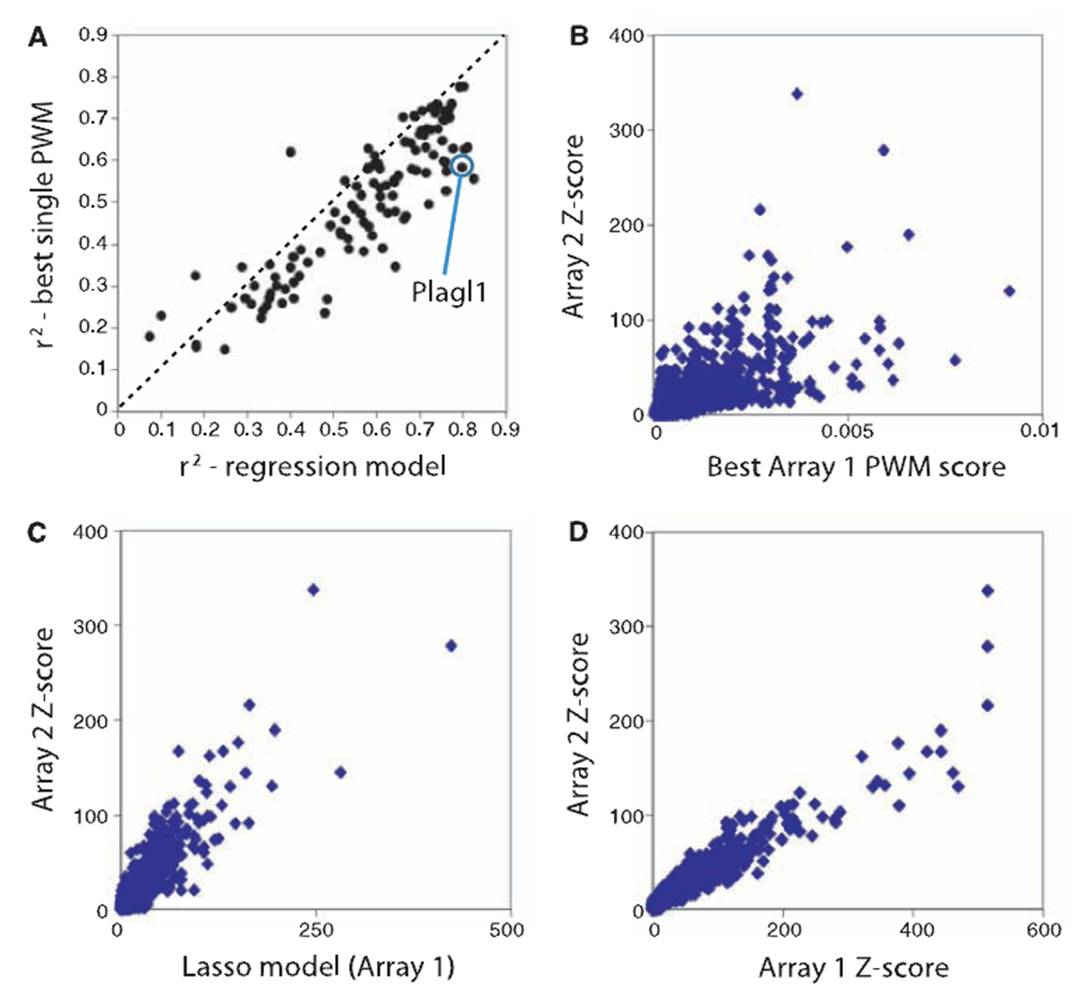 A
0.9
0.8
0.7
0.6
0.5
0.4
0.3
0.2
0.1
0
r² - best single PWM
Plagl1
0 0.1 0.2 0.3 0.4 0.5 0.6 0.7 0.8 0.9
r² - regression model
B
400
300
200
100
0
Array 2 Z-score
0 0.005 0.01
Best Array 1 PWM score
C
400
300
200
100
0
Array 2 Z-score
0 250 500
Lasso model (Array 1)
D
400
300
200
100
0
Array 2 Z-score
0 200 400 600
Array 1 Z-score